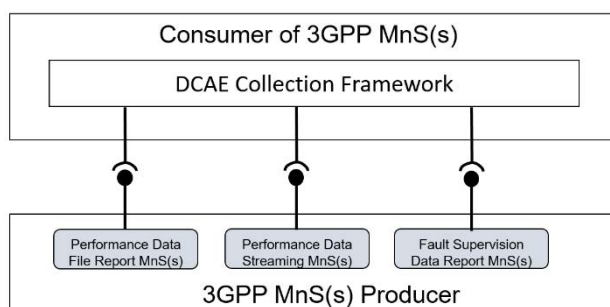 Consumer of 3GPP MnS(s)
DCAE Collection Framework
Performance Data
File Report MnS(s)
Performance Data
Streaming MnS(s)
Fault Supervision
Data Report MnS(s)
3GPP MnS(s) Producer